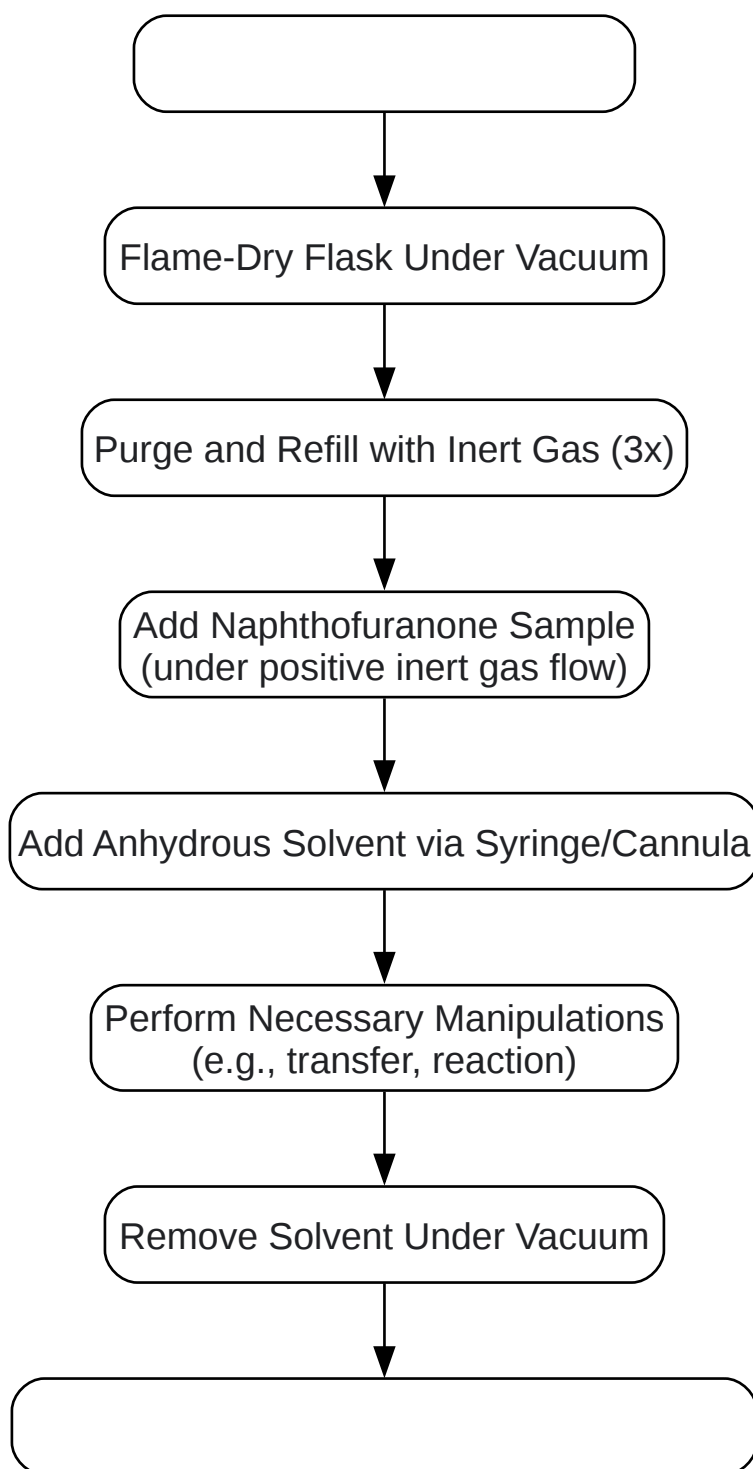 Flame-Dry Flask Under Vacuum
Purge and Refill with Inert Gas (3x)
Add Naphthofuranone Sample
(under positive inert gas flow)
Add Anhydrous Solvent via Syringe/Cannula
Perform Necessary Manipulations
(e.g., transfer, reaction)
Remove Solvent Under Vacuum